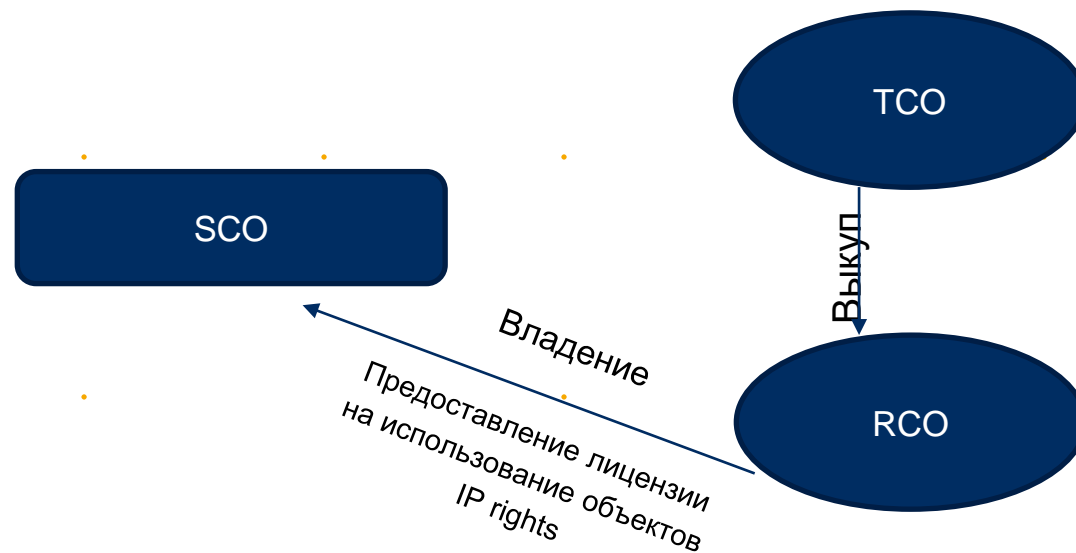 TCO
SCO
Выкуп
Владение
Предоставление лицензии
на использование объектов
IP rights
RCO